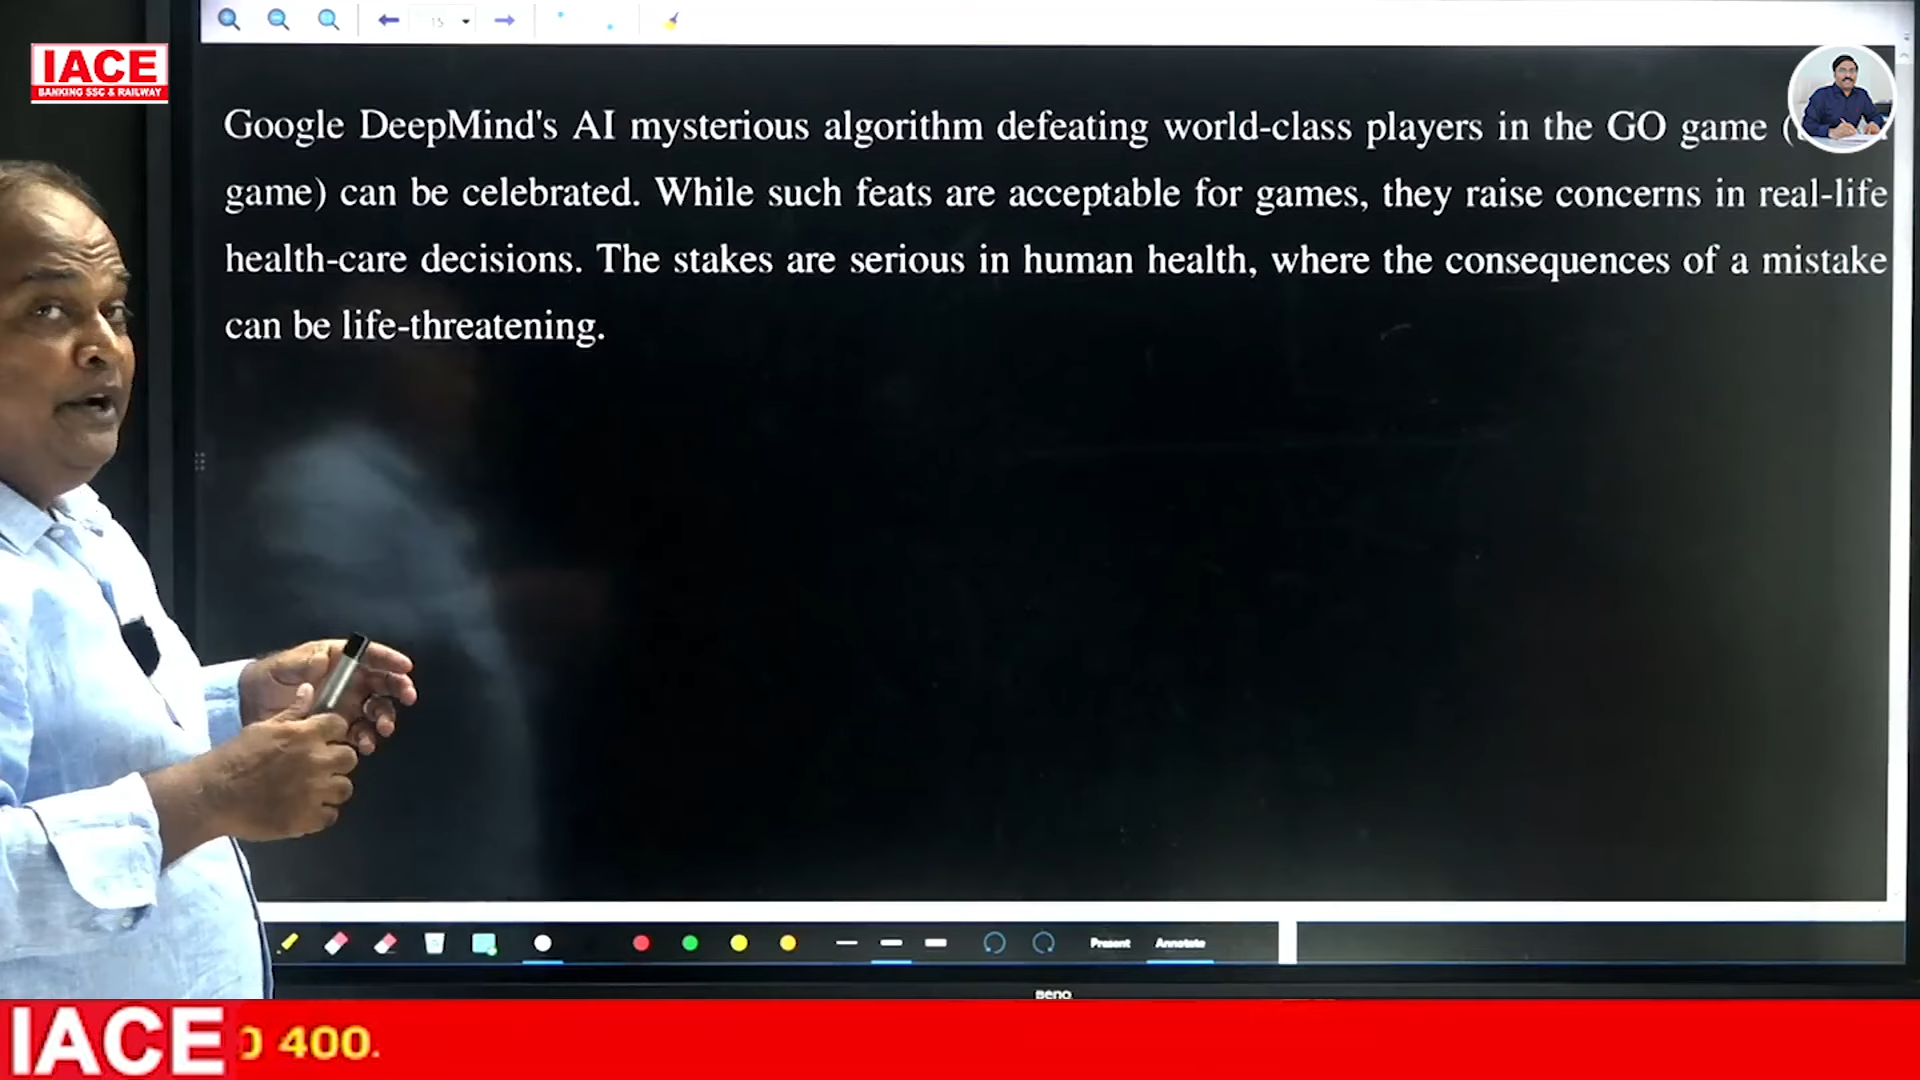 15
IACE
BANKING SSC & RAILWAY
Google DeepMind's AI mysterious algorithm defeating world-class players in the GO game (
game) can be celebrated. While such feats are acceptable for games, they raise concerns in real-life
health-care decisions. The stakes are serious in human health, where the consequences of a mistake
can be life-threatening.
Present Annotate
BenQ
IACE 400.